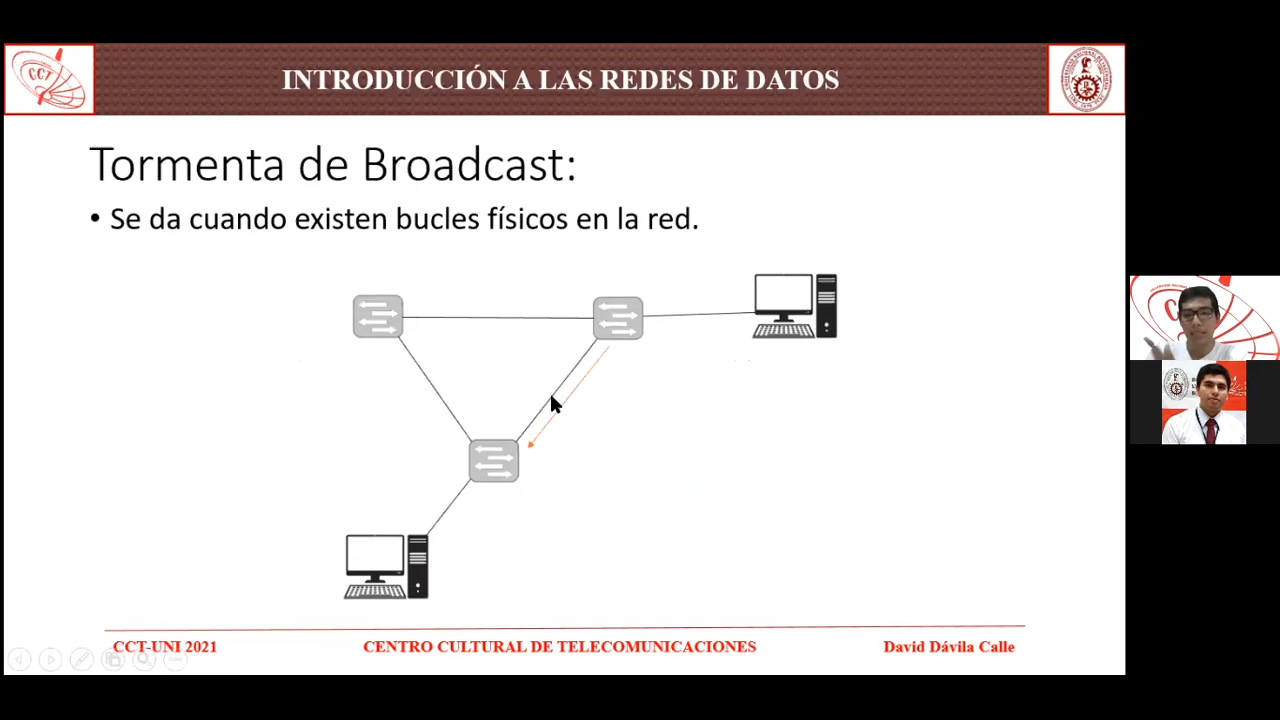 CCT
INTRODUCCIÓN A LAS REDES DE DATOS
Tormenta de Broadcast:
• Se da cuando existen bucles físicos en la red.
CCT-UNI 2021
CENTRO CULTURAL DE TELECOMUNICACIONES
David Dávila Calle